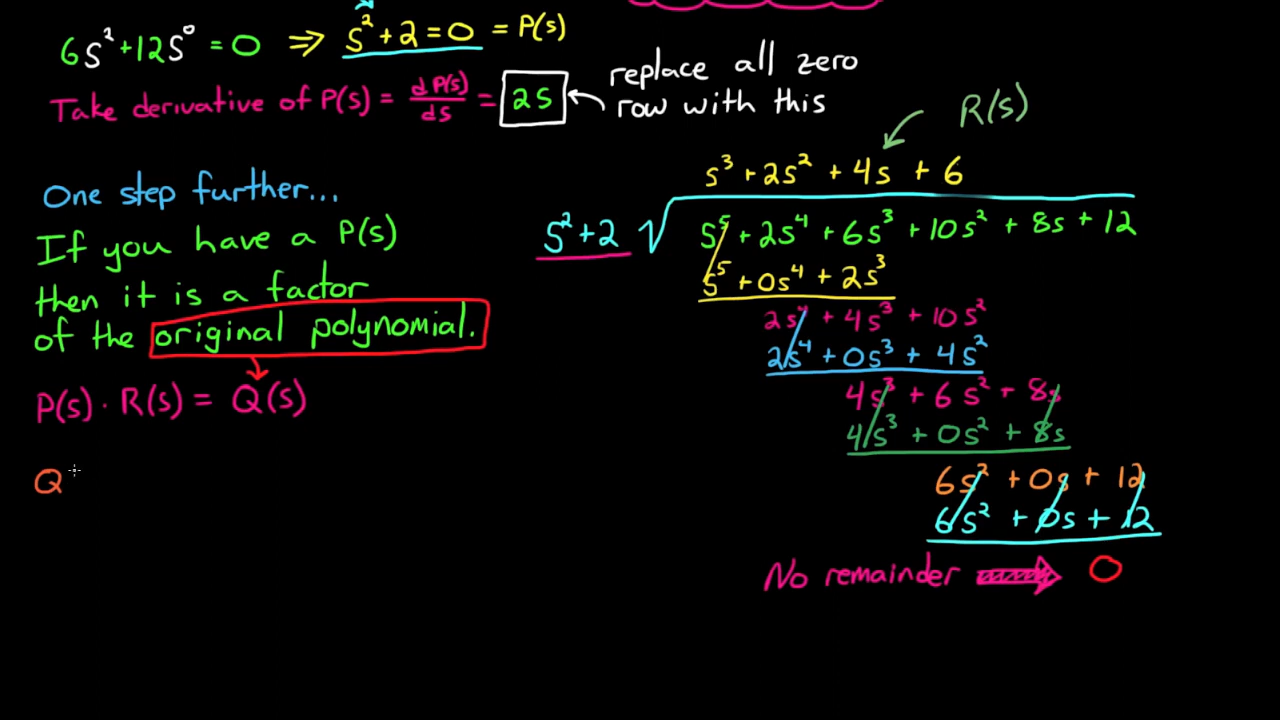 6s²+12s⁰ = 0 ⇒ s²+2=0 = P(s)
Take derivative of P(s) = dP(s)/ds = 2s
replace all zero
row with this
R(s)
One step further...
If you have a P(s)
then it is a factor
of the original polynomial.
P(s) · R(s) = Q(s)
Q
s³ + 2s² + 4s + 6
s²+2 √ s⁵ + 2s⁴ + 6s³ + 10s² + 8s + 12
s⁵ + 0s⁴ + 2s³
2s⁴ + 4s³ + 10s²
2s⁴ + 0s³ + 4s²
4s³ + 6s² + 8s
4s³ + 0s² + 8s
6s² + 0s + 12
6s² + 0s + 12
No remainder ⇒ 0